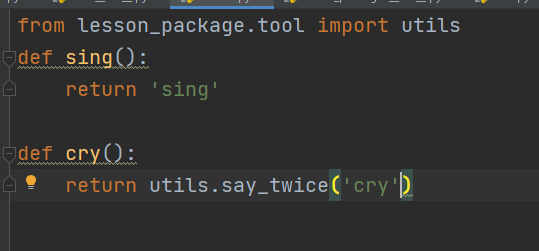 from lesson_package.tool import utils
def sing():
    return 'sing'
def cry():
    return utils.say_twice('cry')